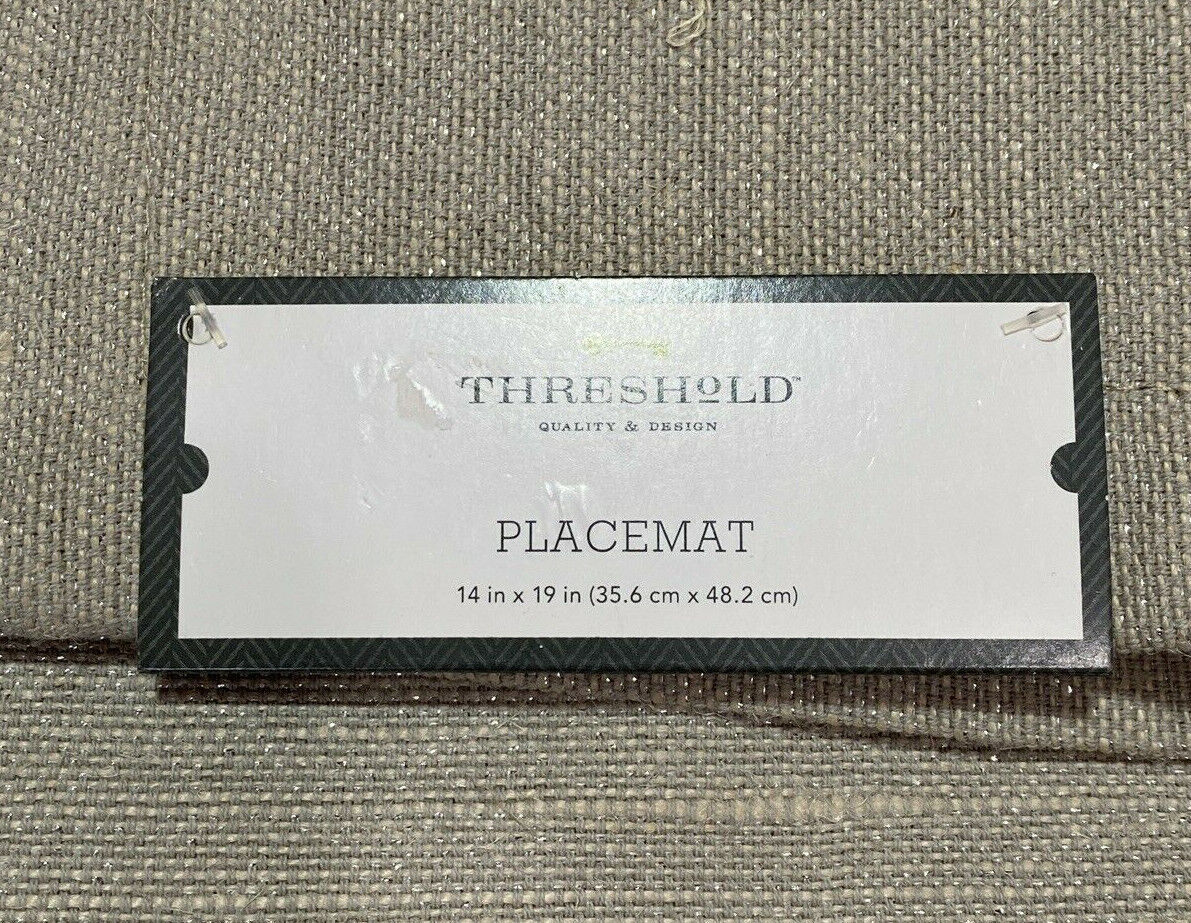 THRESHOLD™
QUALITY & DESIGN
PLACEMAT
14 in x 19 in (35.6 cm x 48.2 cm)